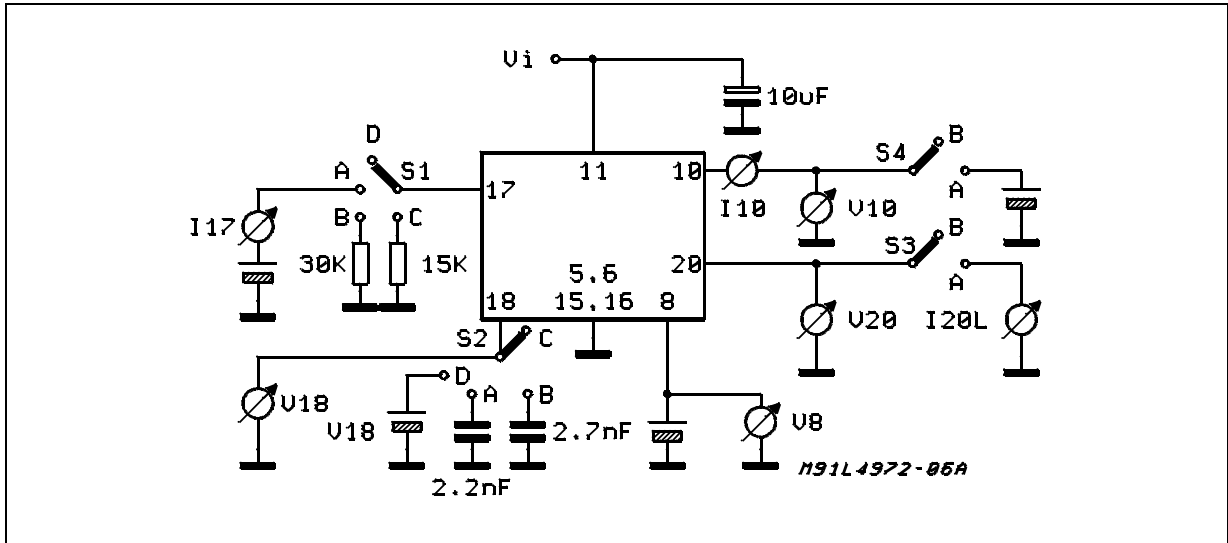 Vi
10uF
D
A
S1
B
C
I17
30K
15K
17
11
10
20
5.6
15.16
8
18
I10
V10
S4
B
A
S3
B
A
V20
I20L
S2
C
D
A
B
V18
V18
2.2nF
2.7nF
V8
M91L4972-06A